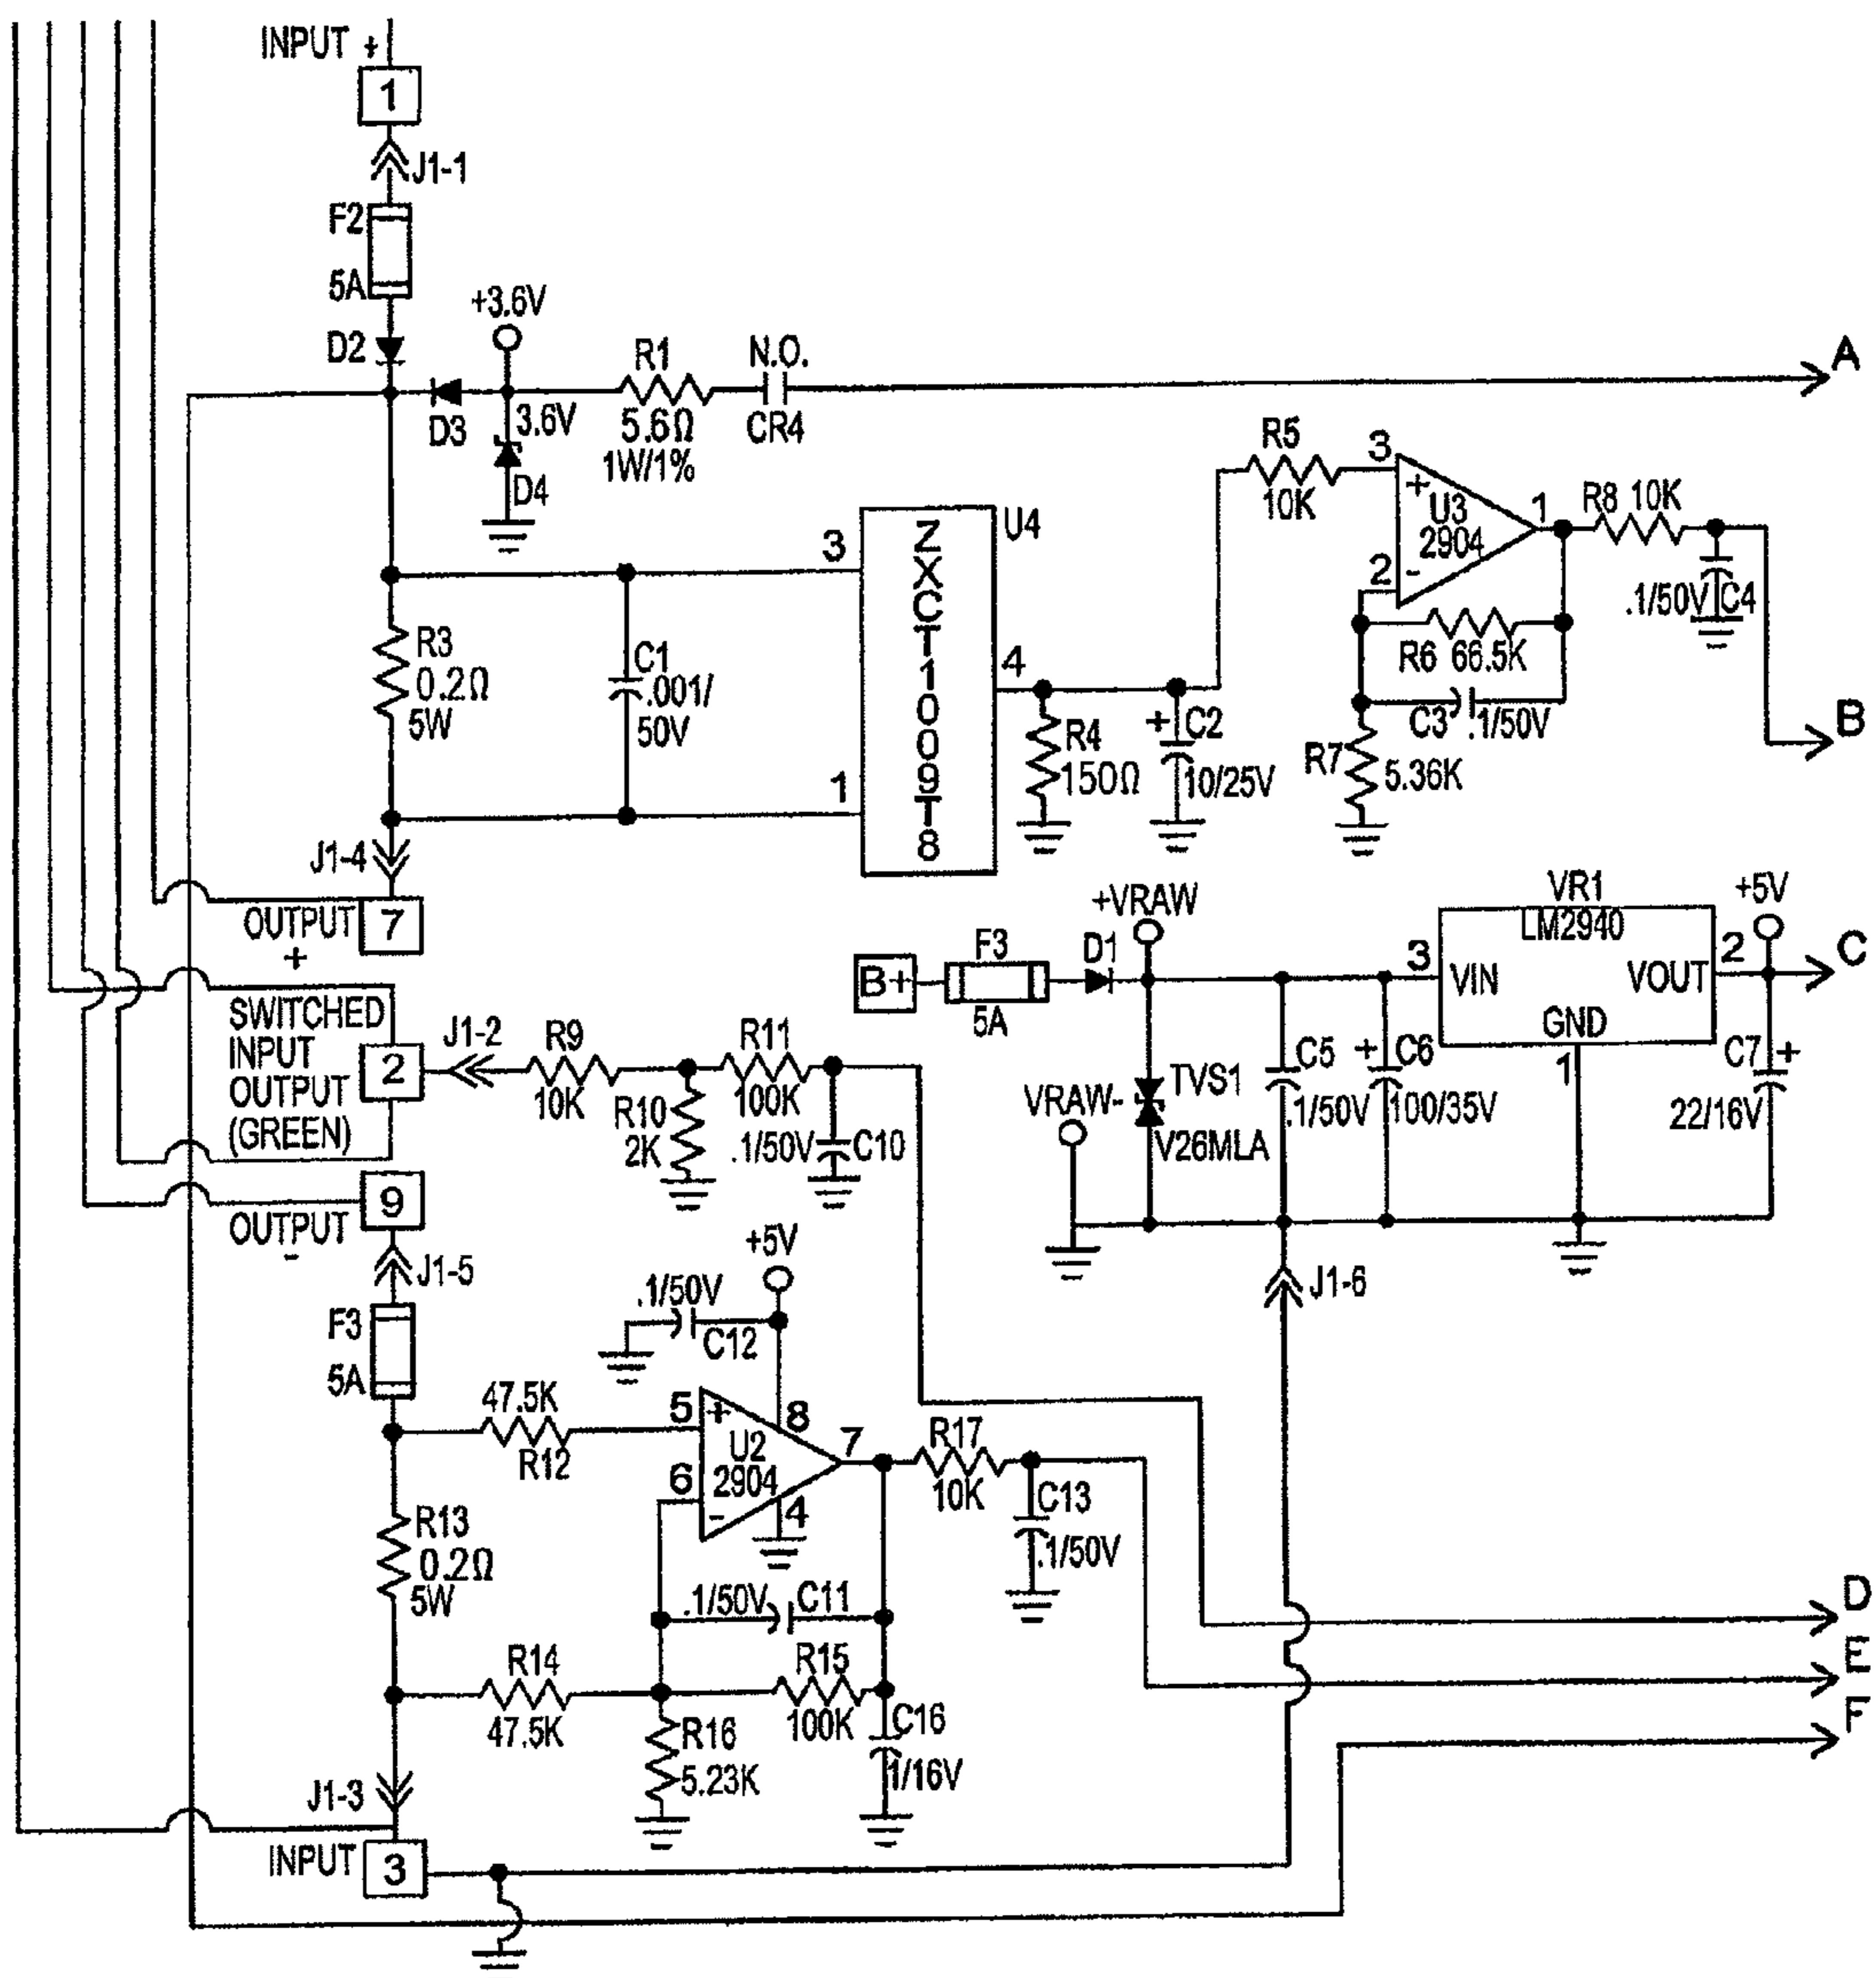 INPUT +
1
J1-1
F2
5A
D2
+3.6V
R1
N.O.
A
D3
3.6V
5.6Ω
CR4
1W/1%
D4
R5
10K
3
+
U3
2904
1
2
-
R8 10K
.1/50V C4
R6 66.5K
C3 .1/50V
R7
5.36K
B
3
U4
ZXCT1009T8
4
1
R3
0.2Ω
5W
C1
.001/
50V
R4
150Ω
+ C2
10/25V
J1-4
OUTPUT
7
+
B+
F3
5A
D1
+VRAW
VR1
LM2940
3
VIN
VOUT
2
GND
1
+5V
C
SWITCHED
INPUT
OUTPUT
(GREEN)
2
J1-2
R9
10K
R10
2K
R11
100K
.1/50V C10
VRAW-
TVS1
V26MLA
C5
.1/50V
+ C6
100/35V
C7 +
22/16V
9
OUTPUT
-
J1-5
+5V
.1/50V
C12
J1-6
F3
5A
47.5K
R12
5
+
U2
2904
8
7
6
-
4
R17
10K
C13
.1/50V
R13
0.2Ω
5W
.1/50V C11
R14
47.5K
R15
100K
R16
5.23K
C16
1/16V
D
E
F
J1-3
INPUT
3